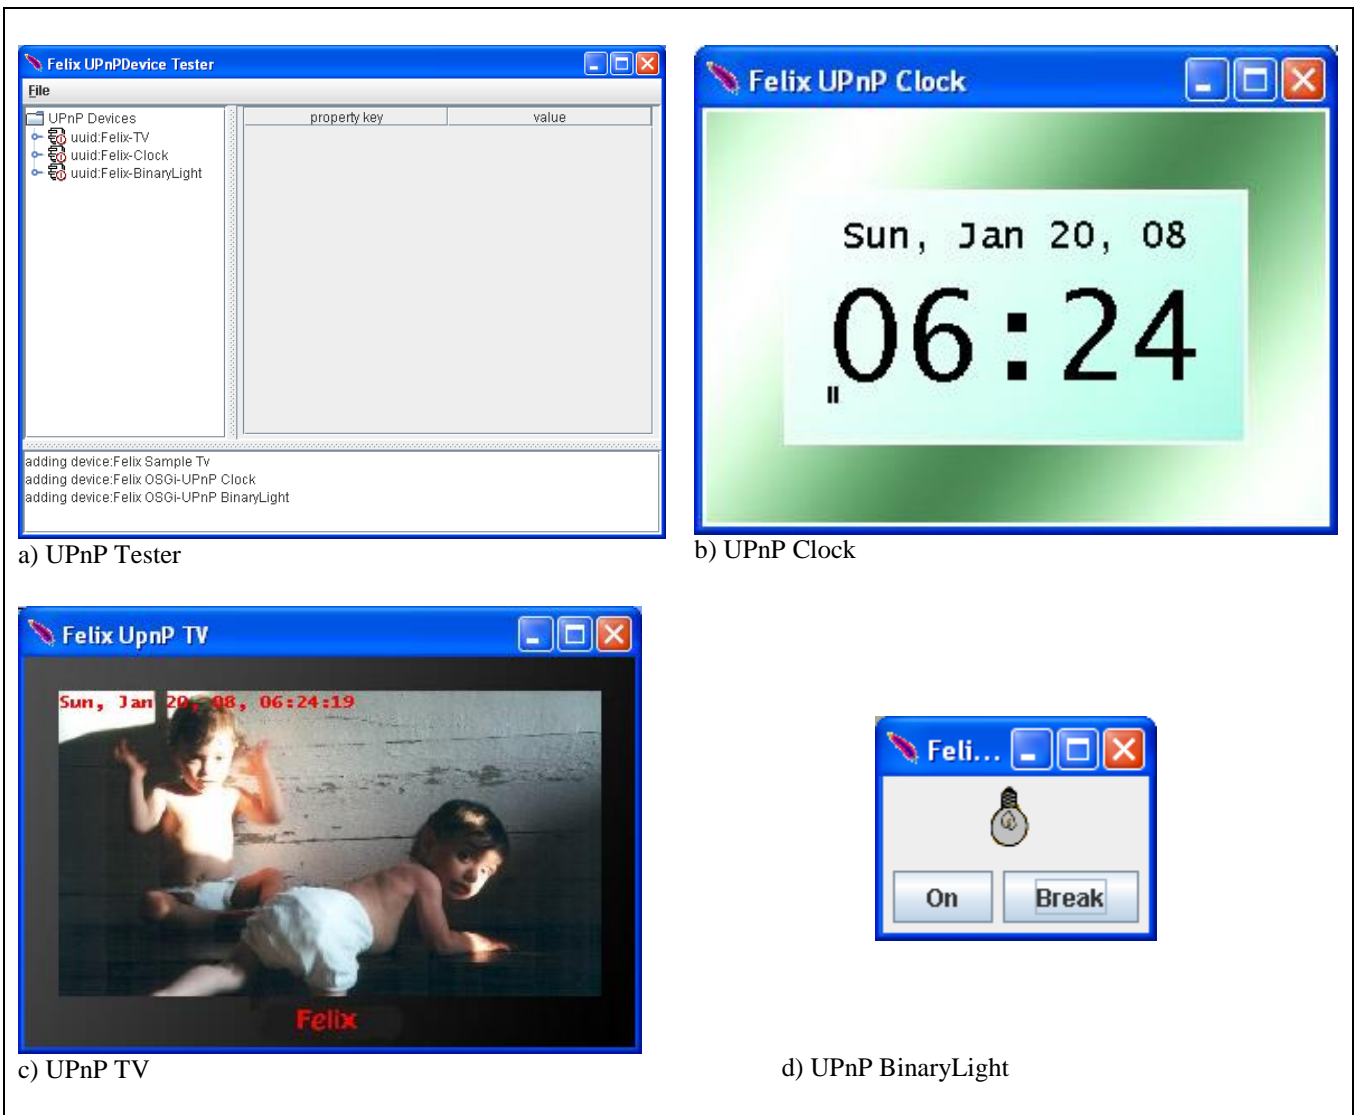 Felix UPnPDevice Tester
File
UPnP Devices
uuid:Felix-TV
uuid:Felix-Clock
uuid:Felix-BinaryLight
property key value
adding device:Felix Sample Tv
adding device:Felix OSGi-UPnP Clock
adding device:Felix OSGi-UPnP BinaryLight
a) UPnP Tester
Felix UPnP Clock
Sun, Jan 20, 08
06:24
b) UPnP Clock
Felix UpnP TV
Sun, Jan 20, 08, 06:24:19
Felix
c) UPnP TV
Feli...
On Break
d) UPnP BinaryLight